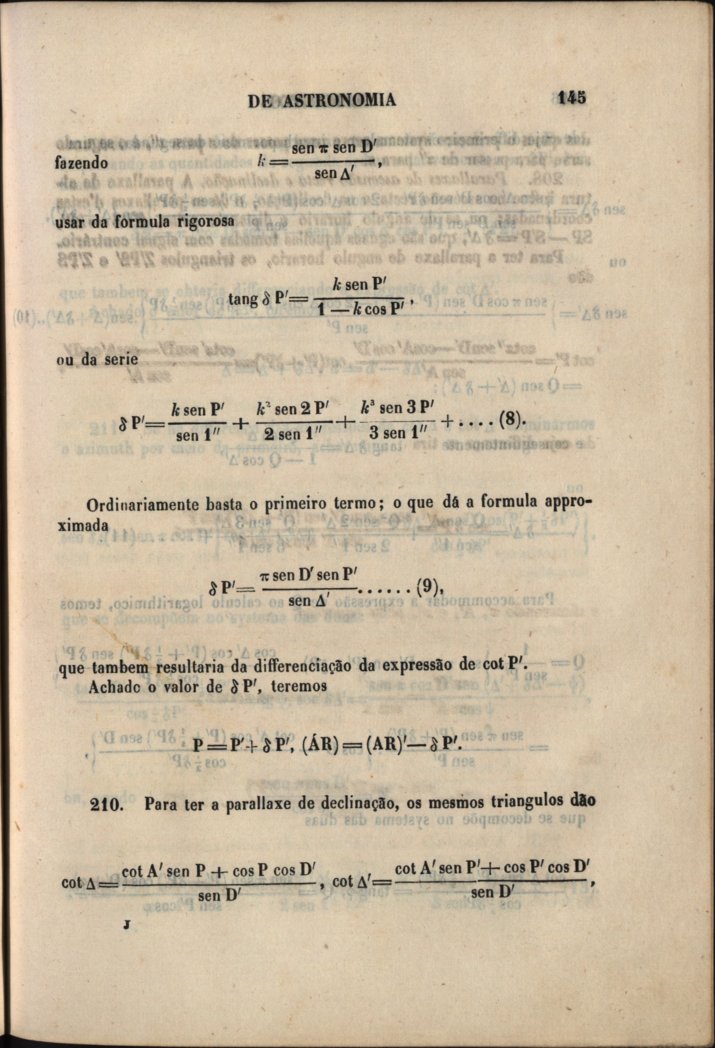 DE ASTRONOMIA 145
fazendo k = sen π sen D′ / sen Δ′ ,
usar da formula rigorosa
tang δ P′ = k sen P′ / 1 — k cos P′ ,
ou da serie
δ P′ = k sen P′ / sen 1″ + k² sen 2 P′ / 2 sen 1″ + k³ sen 3 P′ / 3 sen 1″ + .... (8).
Ordinariamente basta o primeiro termo; o que dá a formula appro-
ximada
δ P′ = π sen D′ sen P′ / sen Δ′ ...... (9),
que tambem resultaria da differenciação da expressão de cot P′.
Achado o valor de δ P′, teremos
P = P′ + δ P′, (ÁR) = (AR)′ — δ P′.
210. Para ter a parallaxe de declinação, os mesmos triangulos dão
cot Δ = cot A′ sen P + cos P cos D′ / sen D′ , cot Δ′ = cot A′ sen P′ + cos P′ cos D′ / sen D′ ,
J